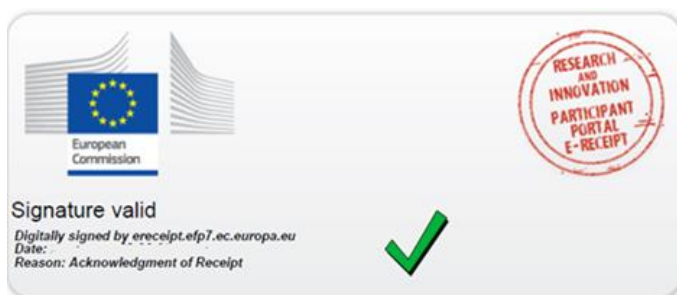 European
Commission
RESEARCH
AND
INNOVATION
PARTICIPANT
PORTAL
E-RECEIPT
Signature valid
Digitally signed by ereceipt.efp7.ec.europa.eu
Date:
Reason: Acknowledgment of Receipt